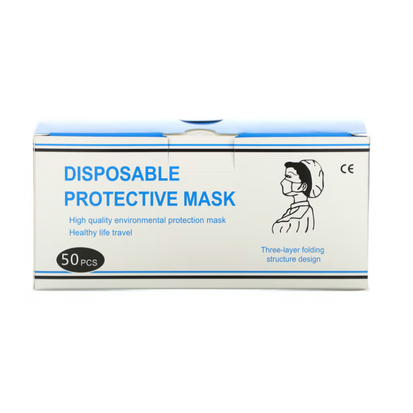 DISPOSABLE
PROTECTIVE MASK
High quality environmental protection mask
Healthy life travel
50 PCS
CE
Three-layer folding
structure design